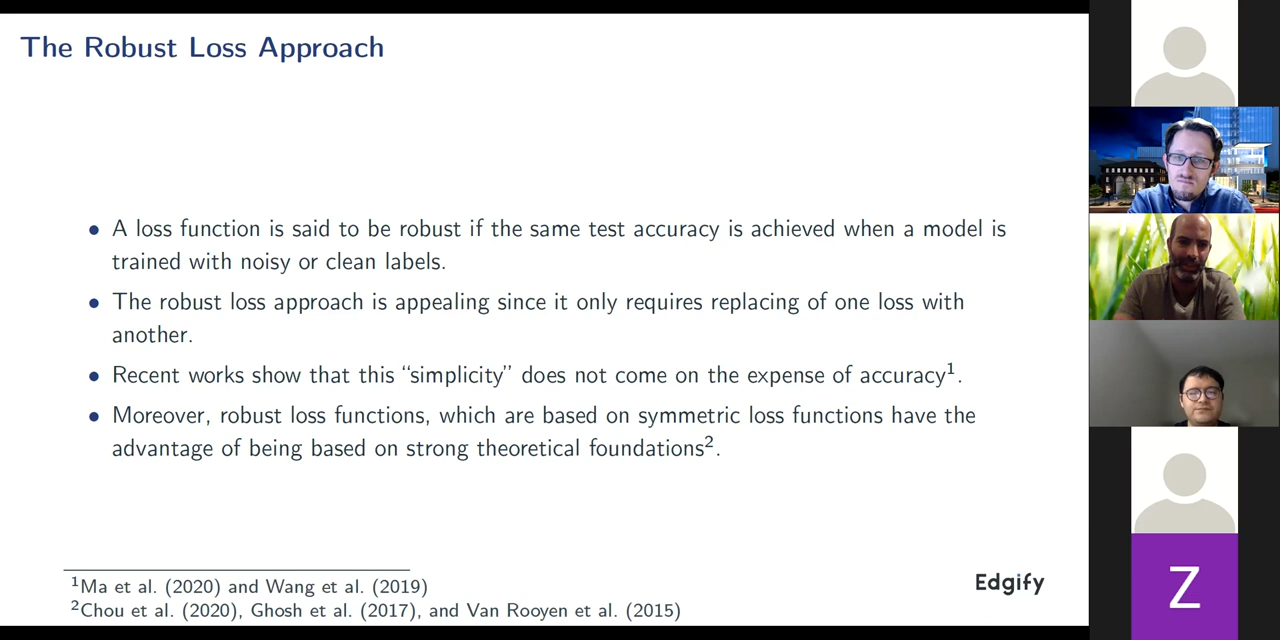 The Robust Loss Approach
• A loss function is said to be robust if the same test accuracy is achieved when a model is
trained with noisy or clean labels.
• The robust loss approach is appealing since it only requires replacing of one loss with
another.
• Recent works show that this “simplicity” does not come on the expense of accuracy¹.
• Moreover, robust loss functions, which are based on symmetric loss functions have the
advantage of being based on strong theoretical foundations².
¹Ma et al. (2020) and Wang et al. (2019)
²Chou et al. (2020), Ghosh et al. (2017), and Van Rooyen et al. (2015)
Edgify
Z